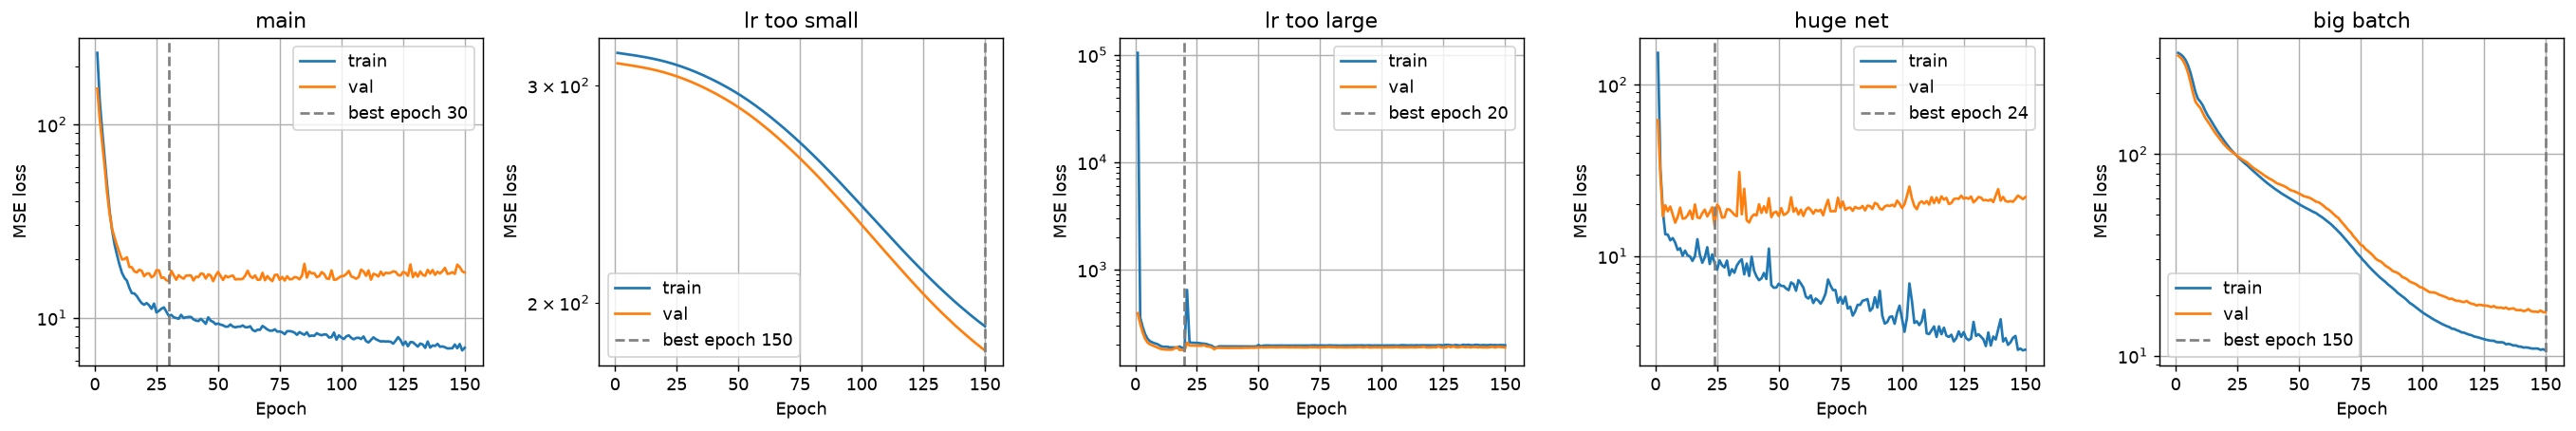 main
MSE loss
10²
10¹
train
val
best epoch 30
0 25 50 75 100 125 150
Epoch
lr too small
MSE loss
3 × 10²
2 × 10²
train
val
best epoch 150
0 25 50 75 100 125 150
Epoch
lr too large
MSE loss
10⁵
10⁴
10³
train
val
best epoch 20
0 25 50 75 100 125 150
Epoch
huge net
MSE loss
10²
10¹
train
val
best epoch 24
0 25 50 75 100 125 150
Epoch
big batch
MSE loss
10²
10¹
train
val
best epoch 150
0 25 50 75 100 125 150
Epoch